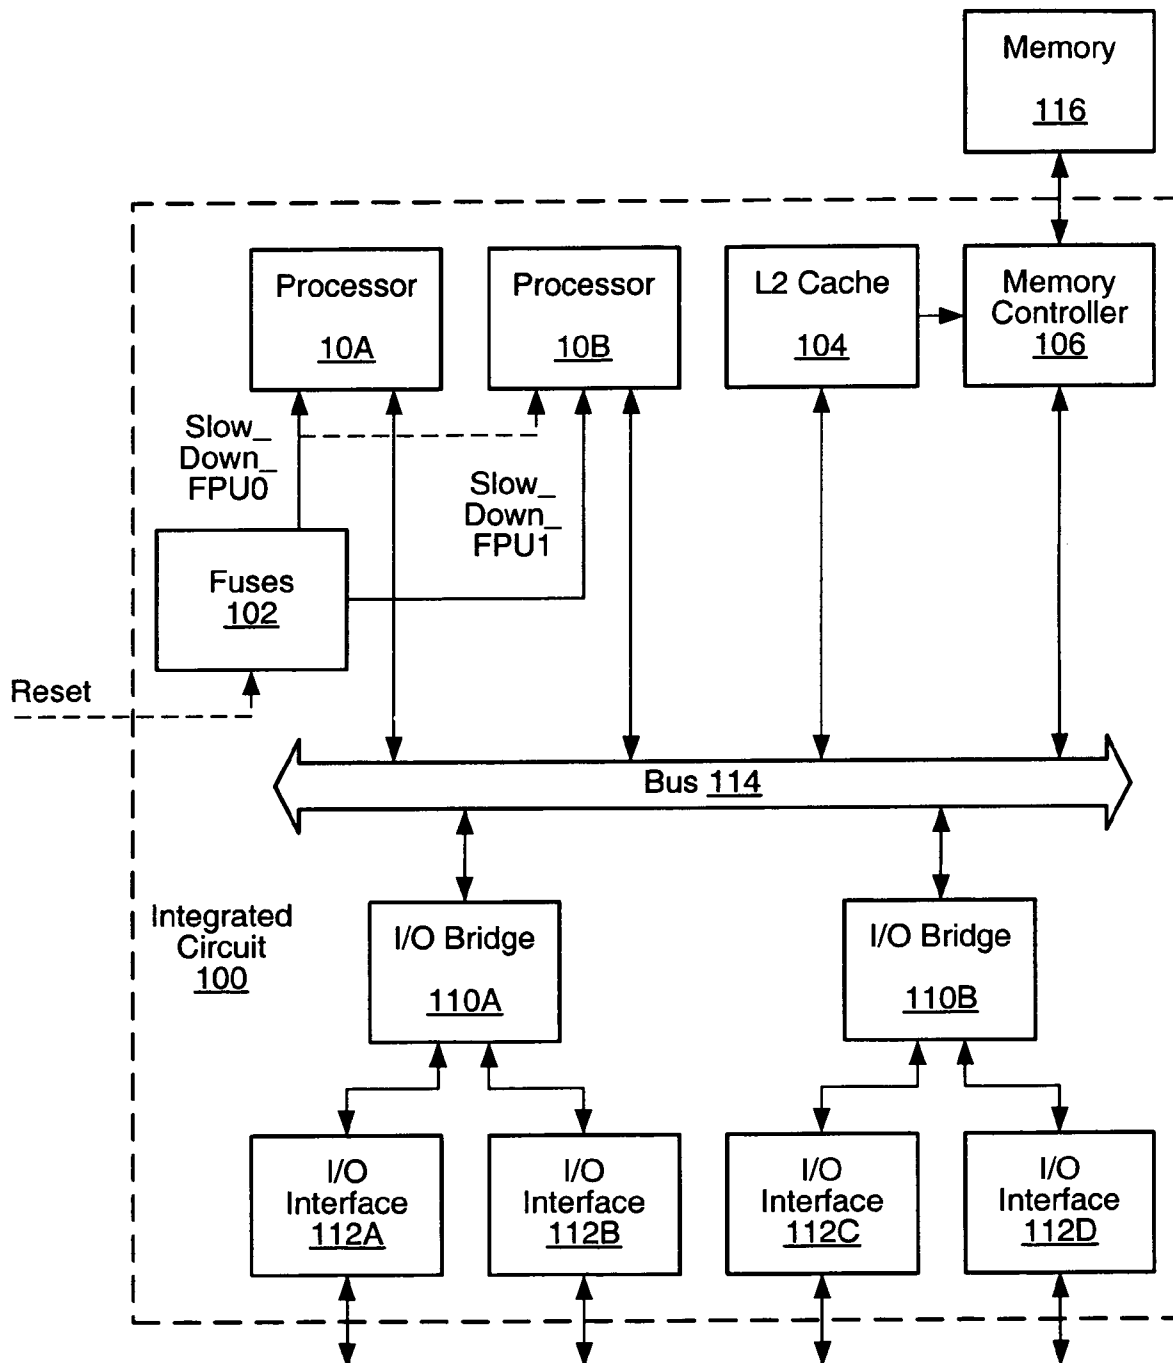 Memory
116
Processor
10A
Processor
10B
L2 Cache
104
Memory
Controller
106
Slow_
Down_
FPU0
Slow_
Down_
FPU1
Fuses
102
Reset
Bus 114
Integrated
Circuit
100
I/O Bridge
110A
I/O Bridge
110B
I/O
Interface
112A
I/O
Interface
112B
I/O
Interface
112C
I/O
Interface
112D